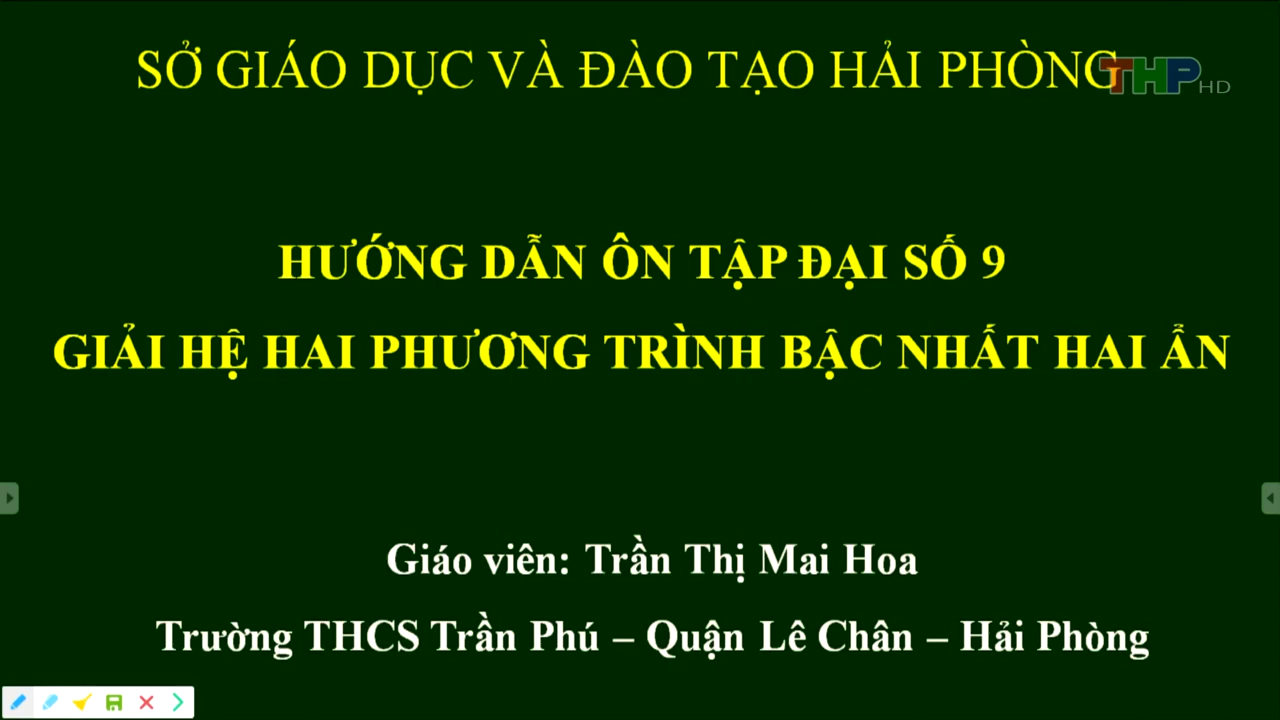 SỞ GIÁO DỤC VÀ ĐÀO TẠO HẢI PHÒNG
THP HD
HƯỚNG DẪN ÔN TẬP ĐẠI SỐ 9
GIẢI HỆ HAI PHƯƠNG TRÌNH BẬC NHẤT HAI ẨN
Giáo viên: Trần Thị Mai Hoa
Trường THCS Trần Phú – Quận Lê Chân – Hải Phòng